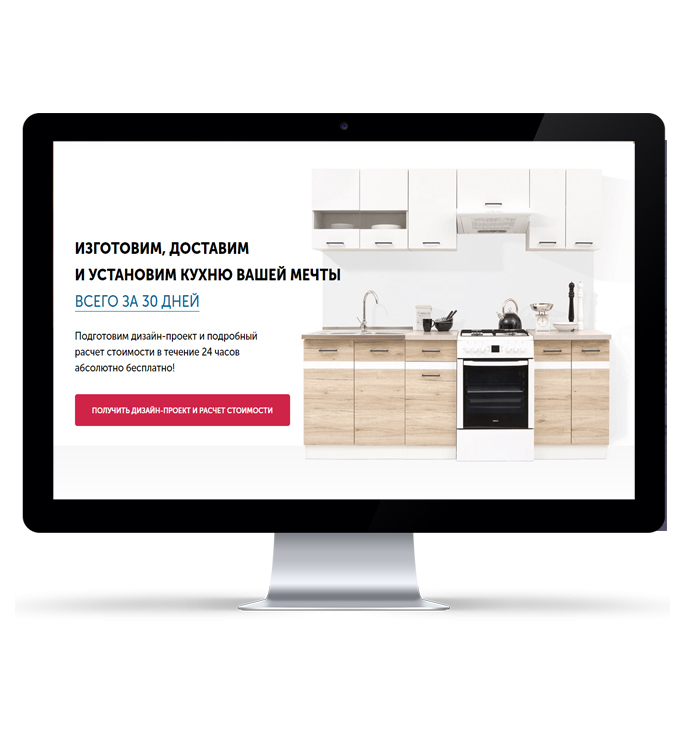 ИЗГОТОВИМ, ДОСТАВИМ
И УСТАНОВИМ КУХНЮ ВАШЕЙ МЕЧТЫ
ВСЕГО ЗА 30 ДНЕЙ
Подготовим дизайн-проект и подробный
расчет стоимости в течение 24 часов
абсолютно бесплатно!
ПОЛУЧИТЬ ДИЗАЙН-ПРОЕКТ И РАСЧЕТ СТОИМОСТИ